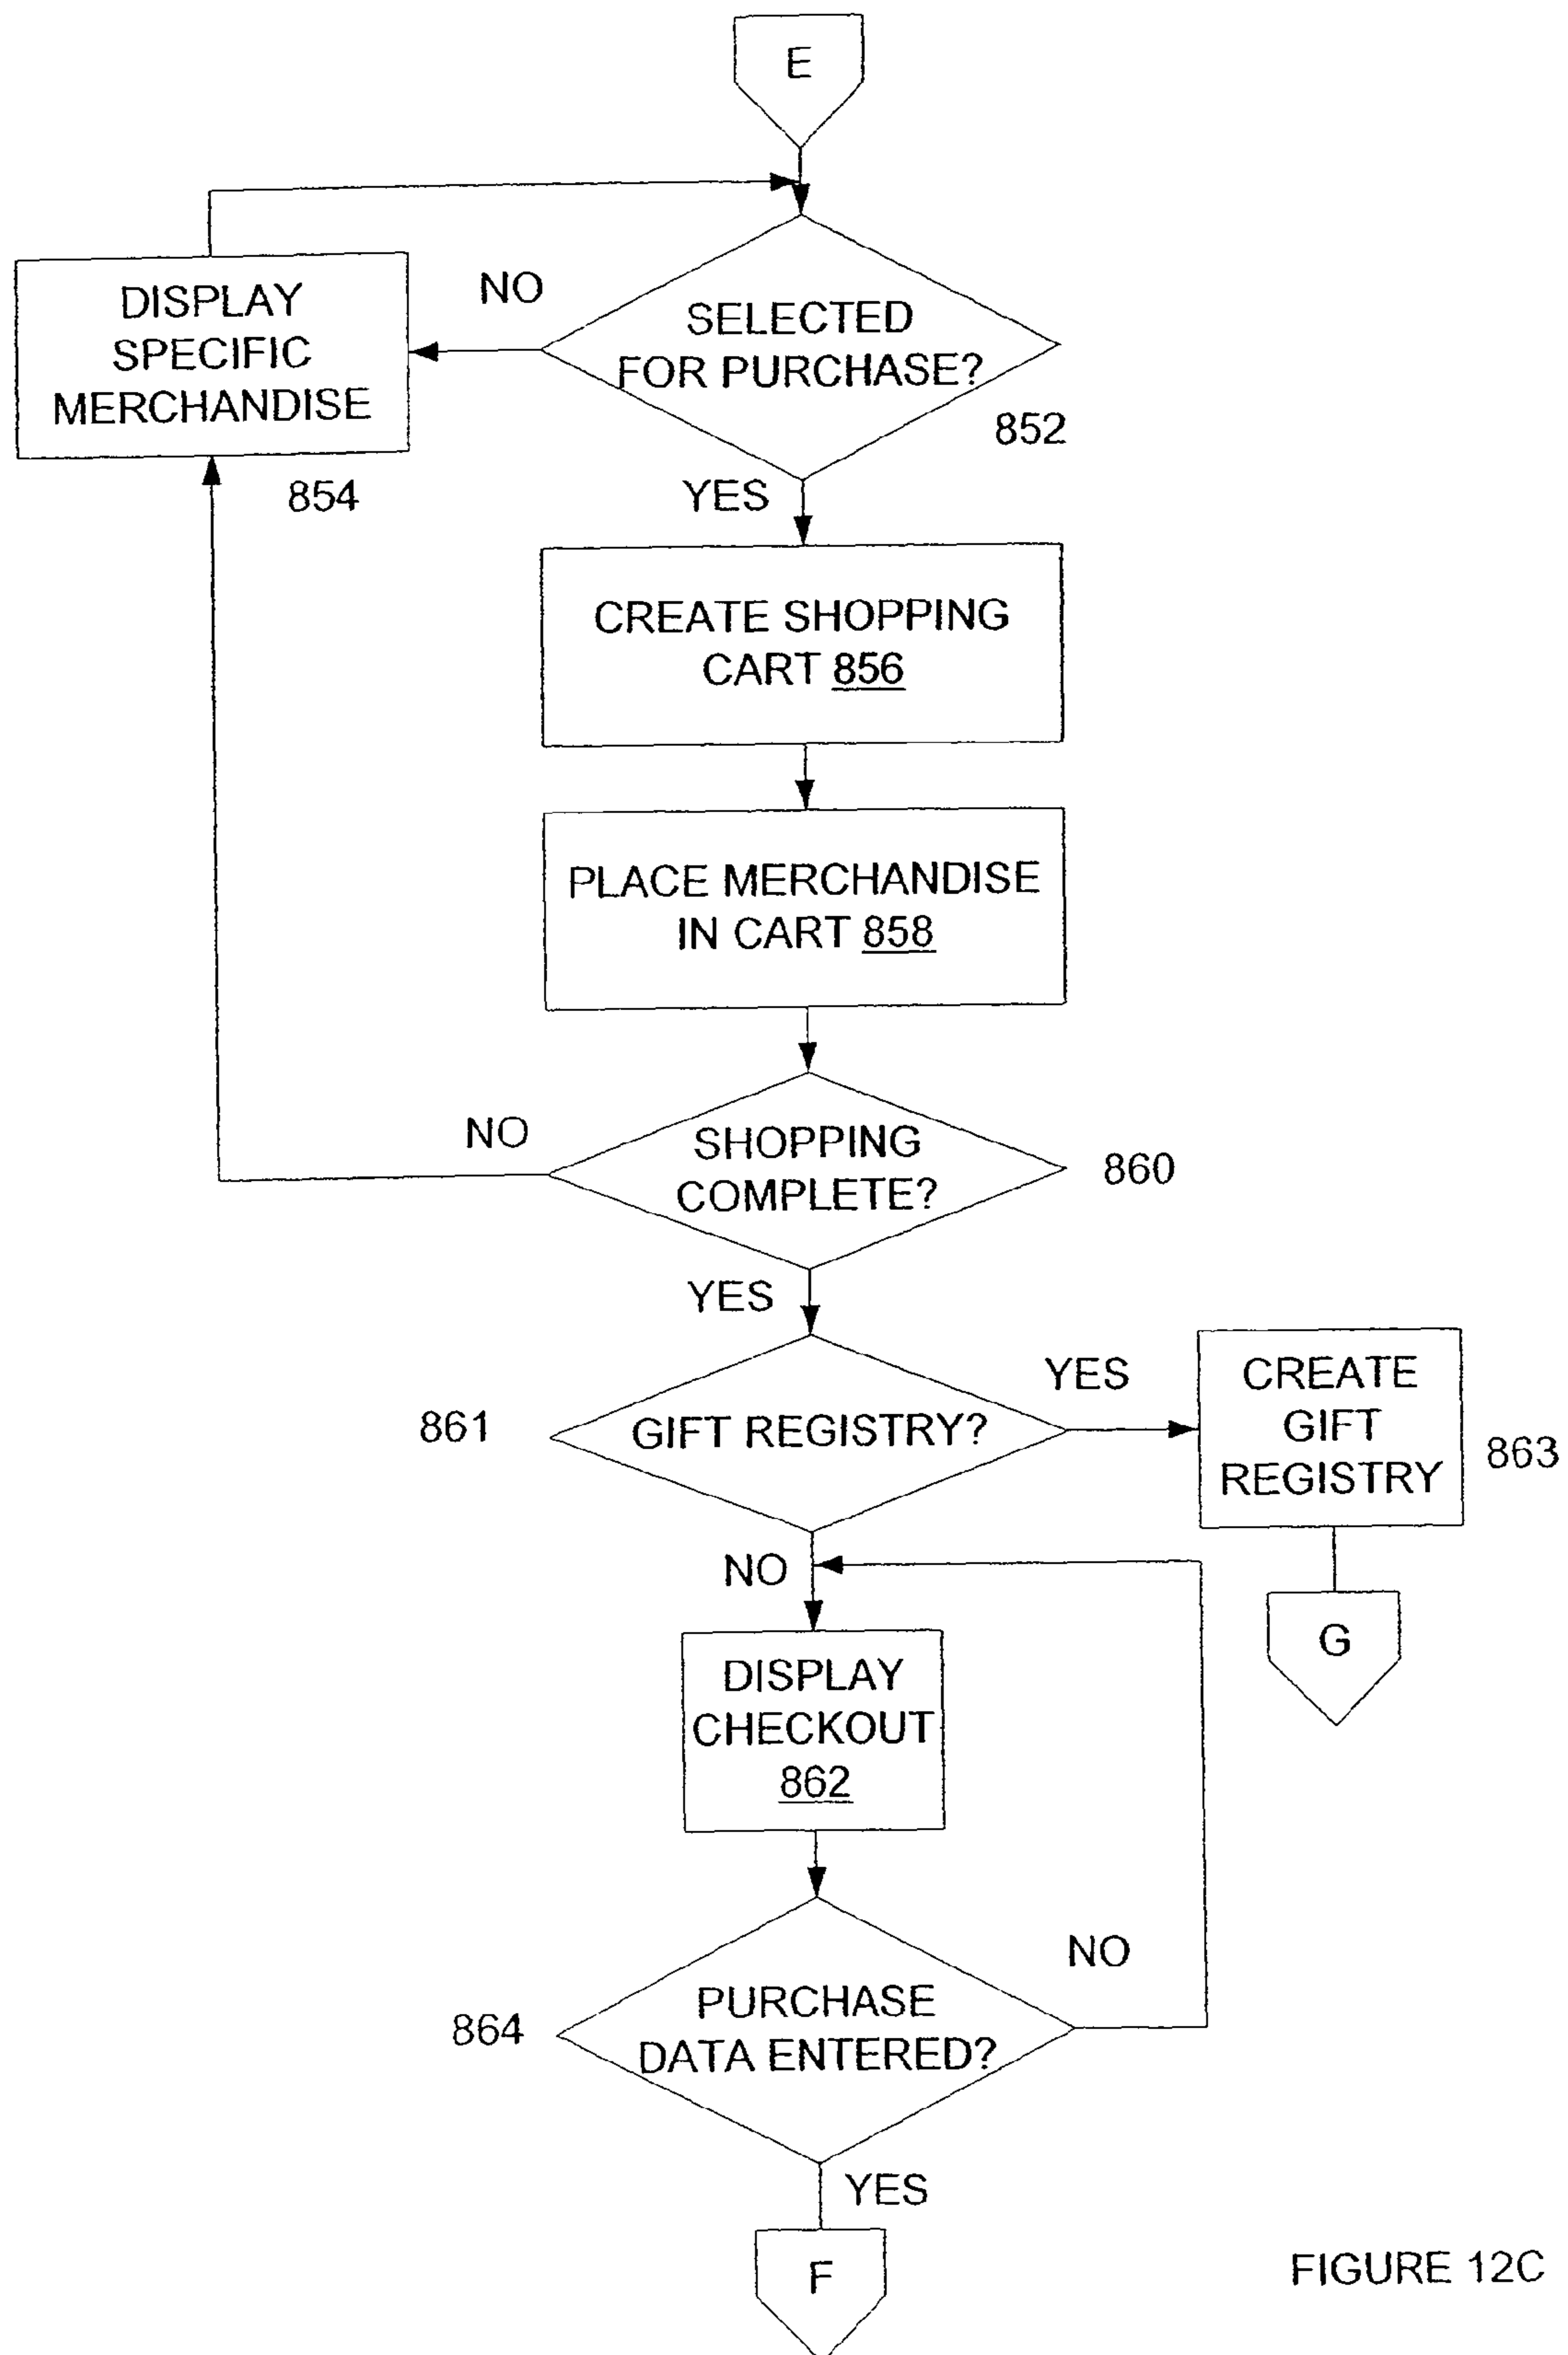 E
NO
DISPLAY
SPECIFIC
MERCHANDISE
854
SELECTED
FOR PURCHASE?
852
YES
CREATE SHOPPING
CART 856
PLACE MERCHANDISE
IN CART 858
NO
SHOPPING
COMPLETE?
860
YES
861
GIFT REGISTRY?
YES
CREATE
GIFT
REGISTRY
863
G
NO
DISPLAY
CHECKOUT
862
864
PURCHASE
DATA ENTERED?
NO
YES
F
FIGURE 12C